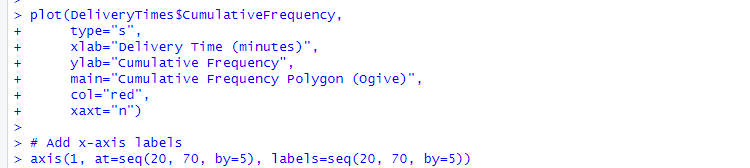 > plot(DeliveryTimes$CumulativeFrequency,
+      type="s",
+      xlab="Delivery Time (minutes)",
+      ylab="Cumulative Frequency",
+      main="Cumulative Frequency Polygon (Ogive)",
+      col="red",
+      xaxt="n")
>
> # Add x-axis labels
> axis(1, at=seq(20, 70, by=5), labels=seq(20, 70, by=5))